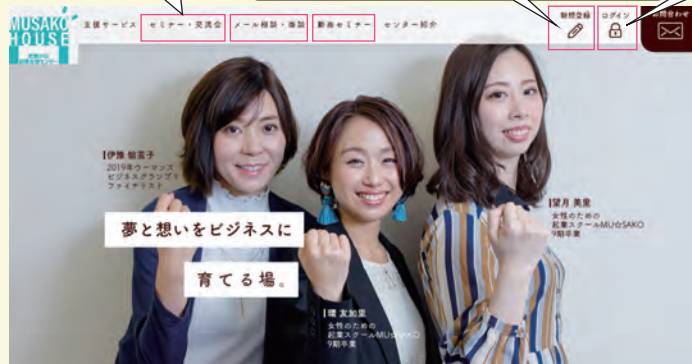 MUSAKO
HOUSE
支援サービス
セミナー・交流会
メール相談・面談
動画セミナー
センター紹介
新規登録
ログイン
お問合わせ
2019年ウーマンズ
ビジネスグランプリ
ファイナリスト
夢と想いをビジネスに
育てる場。
望月 美里
女性のための
起業スクールMU☆SAKO
9期卒業
環 友加里
女性のための
起業スクールMU☆SAKO
9期卒業